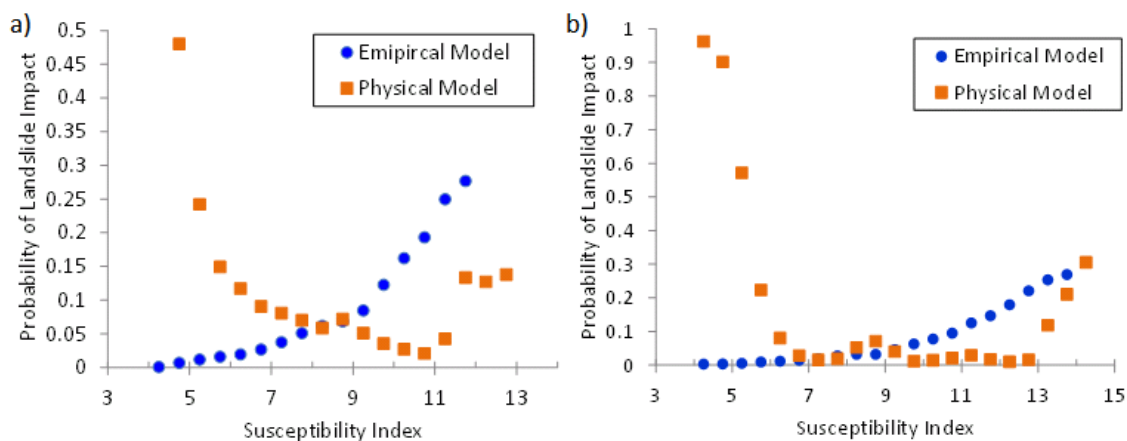 a)
Probability of Landslide Impact
0.5
0.45
0.4
0.35
0.3
0.25
0.2
0.15
0.1
0.05
0
3 5 7 9 11 13
Susceptibility Index
Emipircal Model
Physical Model
b)
Probability of Landslide Impact
1
0.9
0.8
0.7
0.6
0.5
0.4
0.3
0.2
0.1
0
3 5 7 9 11 13 15
Susceptibility Index
Empirical Model
Physical Model